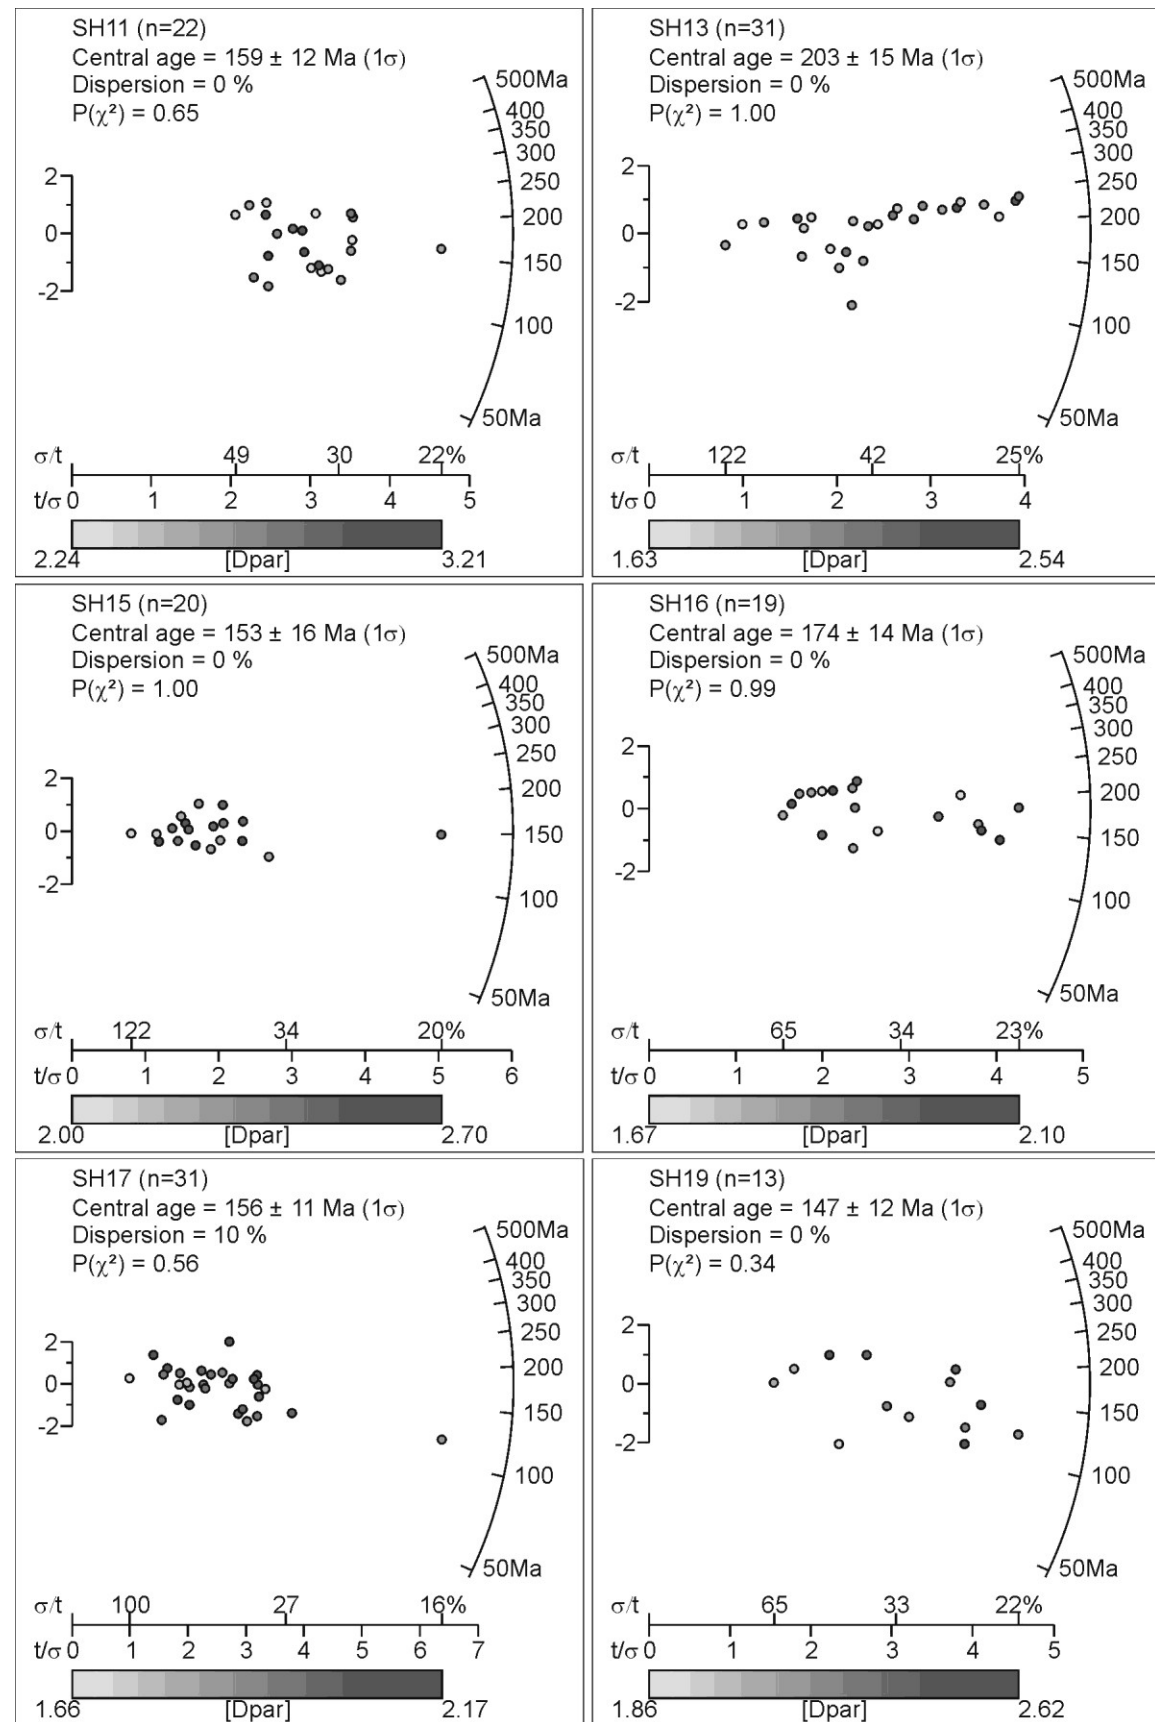 SH11 (n=22)
Central age = 159 ± 12 Ma (1σ)
Dispersion = 0 %
P(χ²) = 0.65
500Ma
400
350
300
250
200
150
100
50Ma
2
0
-2
σ/t 49 30 22%
t/σ 0 1 2 3 4 5
2.24 [Dpar] 3.21
SH13 (n=31)
Central age = 203 ± 15 Ma (1σ)
Dispersion = 0 %
P(χ²) = 1.00
500Ma
400
350
300
250
200
150
100
50Ma
2
0
-2
σ/t 122 42 25%
t/σ 0 1 2 3 4
1.63 [Dpar] 2.54
SH15 (n=20)
Central age = 153 ± 16 Ma (1σ)
Dispersion = 0 %
P(χ²) = 1.00
500Ma
400
350
300
250
200
150
100
50Ma
2
0
-2
σ/t 122 34 20%
t/σ 0 1 2 3 4 5 6
2.00 [Dpar] 2.70
SH16 (n=19)
Central age = 174 ± 14 Ma (1σ)
Dispersion = 0 %
P(χ²) = 0.99
500Ma
400
350
300
250
200
150
100
50Ma
2
0
-2
σ/t 65 34 23%
t/σ 0 1 2 3 4 5
1.67 [Dpar] 2.10
SH17 (n=31)
Central age = 156 ± 11 Ma (1σ)
Dispersion = 10 %
P(χ²) = 0.56
500Ma
400
350
300
250
200
150
100
50Ma
2
0
-2
σ/t 100 27 16%
t/σ 0 1 2 3 4 5 6 7
1.66 [Dpar] 2.17
SH19 (n=13)
Central age = 147 ± 12 Ma (1σ)
Dispersion = 0 %
P(χ²) = 0.34
500Ma
400
350
300
250
200
150
100
50Ma
2
0
-2
σ/t 65 33 22%
t/σ 0 1 2 3 4 5
1.86 [Dpar] 2.62